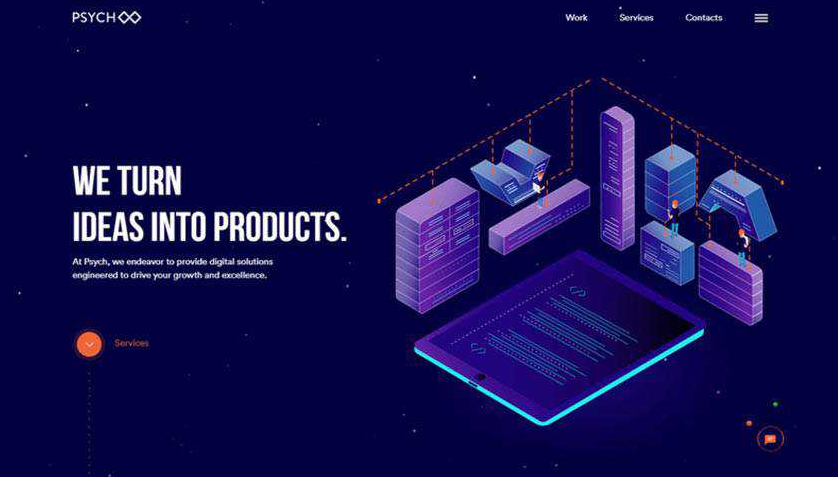 PSYCH
Work Services Contacts
WE TURN
IDEAS INTO PRODUCTS.
At Psych, we endeavor to provide digital solutions
engineered to drive your growth and excellence.
Services